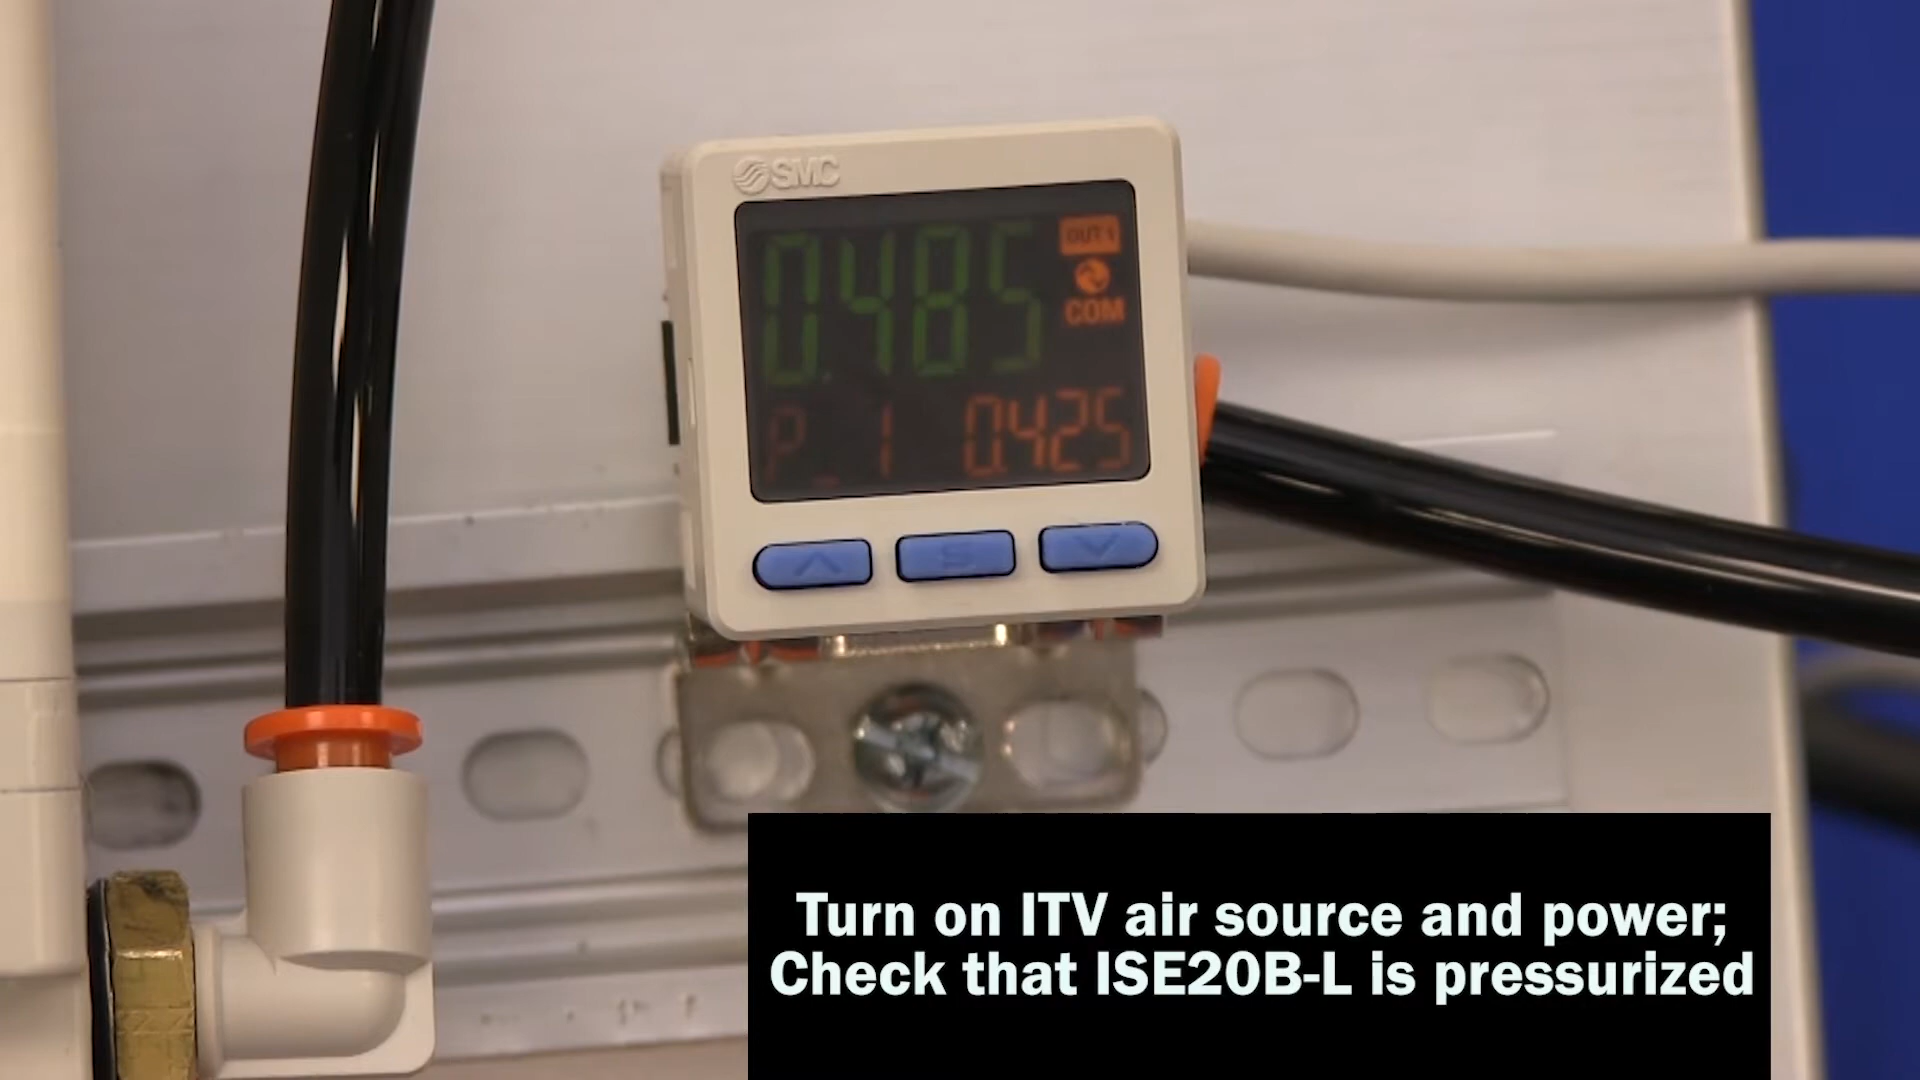 SMC
0.485
OUT1
COM
P_1 0.425
S
Turn on ITV air source and power;
Check that ISE20B-L is pressurized